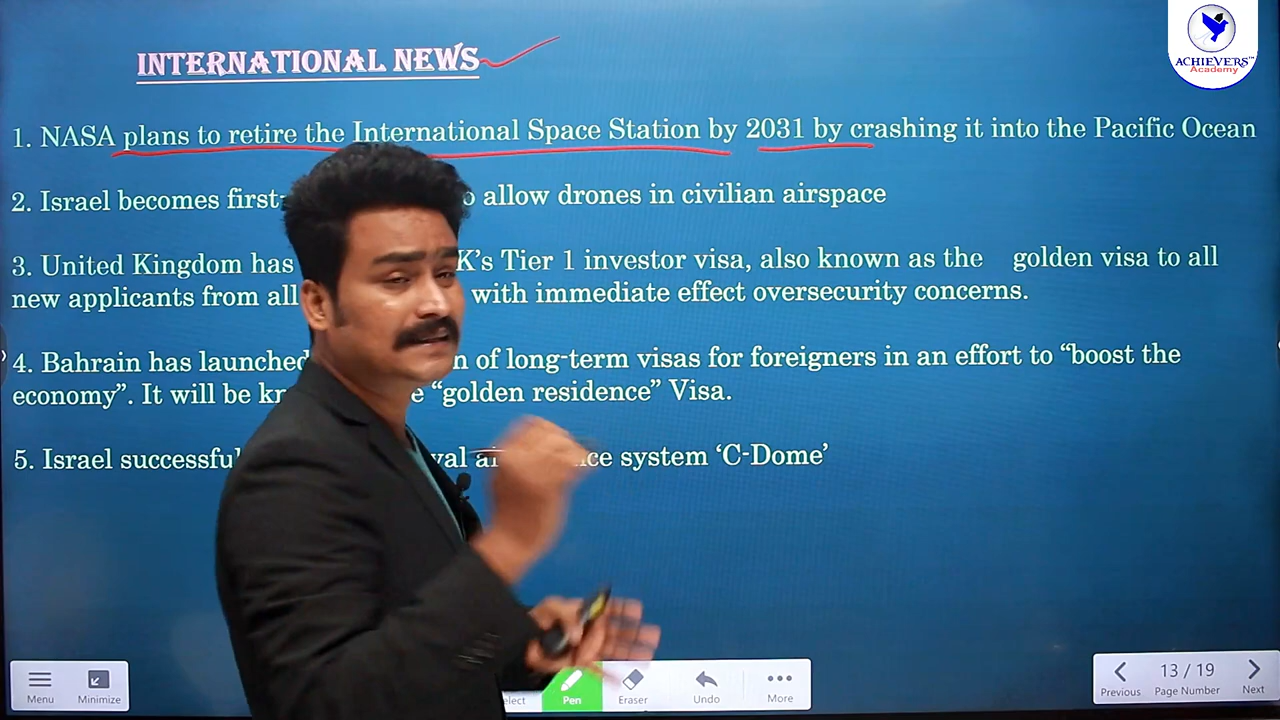 INTERNATIONAL NEWS
ACHIEVERS™
Academy
1. NASA plans to retire the International Space Station by 2031 by crashing it into the Pacific Ocean
2. Israel becomes first allow drones in civilian airspace
3. United Kingdom has K's Tier 1 investor visa, also known as the golden visa to all
new applicants from all with immediate effect oversecurity concerns.
4. Bahrain has launched of long-term visas for foreigners in an effort to “boost the
economy”. It will be “golden residence” Visa.
5. Israel system ‘C-Dome’
Menu Minimize Pen Eraser Undo More
13 / 19
Previous Page Number Next